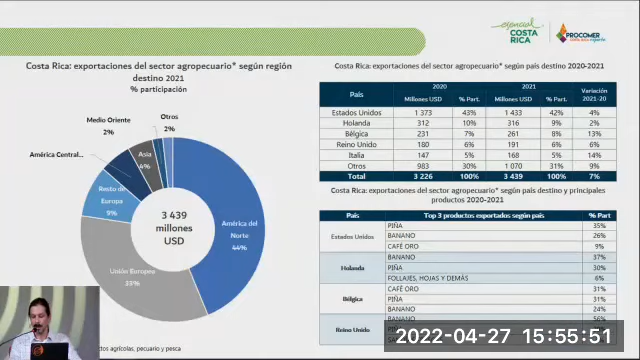 esencial
COSTA
RICA
PROCOMER
Costa Rica: exportaciones del sector agropecuario* según región
destino 2021
% participación
Otros
2%
Medio Oriente
2%
América Central...
Asia
4%
Resto de
Europa
9%
3 439
millones
USD
América del
Norte
44%
Unión Europea
33%
Costa Rica: exportaciones del sector agropecuario* según país destino 2020-2021
País 2020 2021 Variación
2021-20
Millones USD % Part. Millones USD % Part.
Estados Unidos 1 373 43% 1 433 42% 4%
Holanda 312 10% 316 9% 2%
Bélgica 231 7% 261 8% 13%
Reino Unido 180 6% 191 6% 6%
Italia 147 5% 168 5% 14%
Otros 983 30% 1 070 31% 9%
Total 3 226 100% 3 439 100% 7%
Costa Rica: exportaciones del sector agropecuario* según país destino y principales
productos 2020-2021
País Top 3 productos exportados según país % Part
Estados Unidos
PIÑA 35%
BANANO 26%
CAFÉ ORO 9%
Holanda
BANANO 37%
PIÑA 30%
FOLLAJES, HOJAS Y DEMÁS 6%
Bélgica
CAFÉ ORO 31%
PIÑA 31%
BANANO 24%
Reino Unido
BANANO 56%
ctos agrícolas, pecuario y pesca
2022-04-27 15:55:51